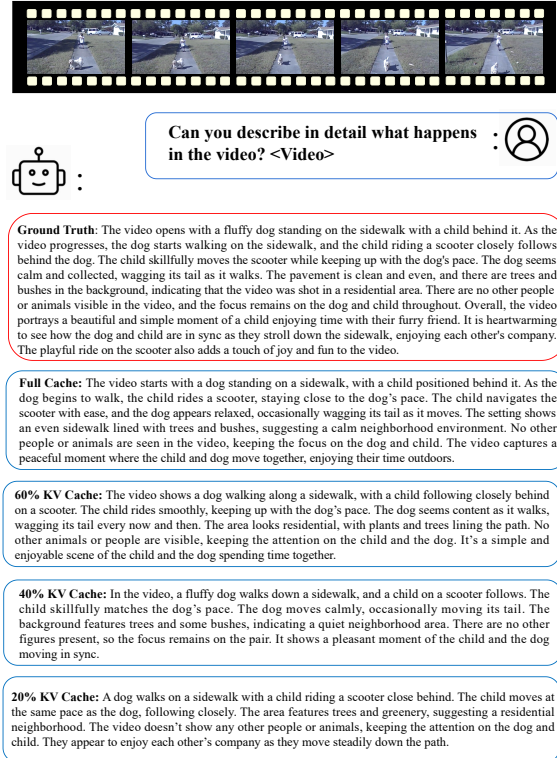 Can you describe in detail what happens :
in the video? <Video>
:
Ground Truth: The video opens with a fluffy dog standing on the sidewalk with a child behind it. As the
video progresses, the dog starts walking on the sidewalk, and the child riding a scooter closely follows
behind the dog. The child skillfully moves the scooter while keeping up with the dog's pace. The dog seems
calm and collected, wagging its tail as it walks. The pavement is clean and even, and there are trees and
bushes in the background, indicating that the video was shot in a residential area. There are no other people
or animals visible in the video, and the focus remains on the dog and child throughout. Overall, the video
portrays a beautiful and simple moment of a child enjoying time with their furry friend. It is heartwarming
to see how the dog and child are in sync as they stroll down the sidewalk, enjoying each other's company.
The playful ride on the scooter also adds a touch of joy and fun to the video.
Full Cache: The video starts with a dog standing on a sidewalk, with a child positioned behind it. As the
dog begins to walk, the child rides a scooter, staying close to the dog's pace. The child navigates the
scooter with ease, and the dog appears relaxed, occasionally wagging its tail as it moves. The setting shows
an even sidewalk lined with trees and bushes, suggesting a calm neighborhood environment. No other
people or animals are seen in the video, keeping the focus on the dog and child. The video captures a
peaceful moment where the child and dog move together, enjoying their time outdoors.
60% KV Cache: The video shows a dog walking along a sidewalk, with a child following closely behind
on a scooter. The child rides smoothly, keeping up with the dog's pace. The dog seems content as it walks,
wagging its tail every now and then. The area looks residential, with plants and trees lining the path. No
other animals or people are visible, keeping the attention on the child and the dog. It's a simple and
enjoyable scene of the child and the dog spending time together.
40% KV Cache: In the video, a fluffy dog walks down a sidewalk, and a child on a scooter follows. The
child skillfully matches the dog's pace. The dog moves calmly, occasionally moving its tail. The
background features trees and some bushes, indicating a quiet neighborhood area. There are no other
figures present, so the focus remains on the pair. It shows a pleasant moment of the child and the dog
moving in sync.
20% KV Cache: A dog walks on a sidewalk with a child riding a scooter close behind. The child moves at
the same pace as the dog, following closely. The area features trees and greenery, suggesting a residential
neighborhood. The video doesn't show any other people or animals, keeping the attention on the dog and
child. They appear to enjoy each other's company as they move steadily down the path.